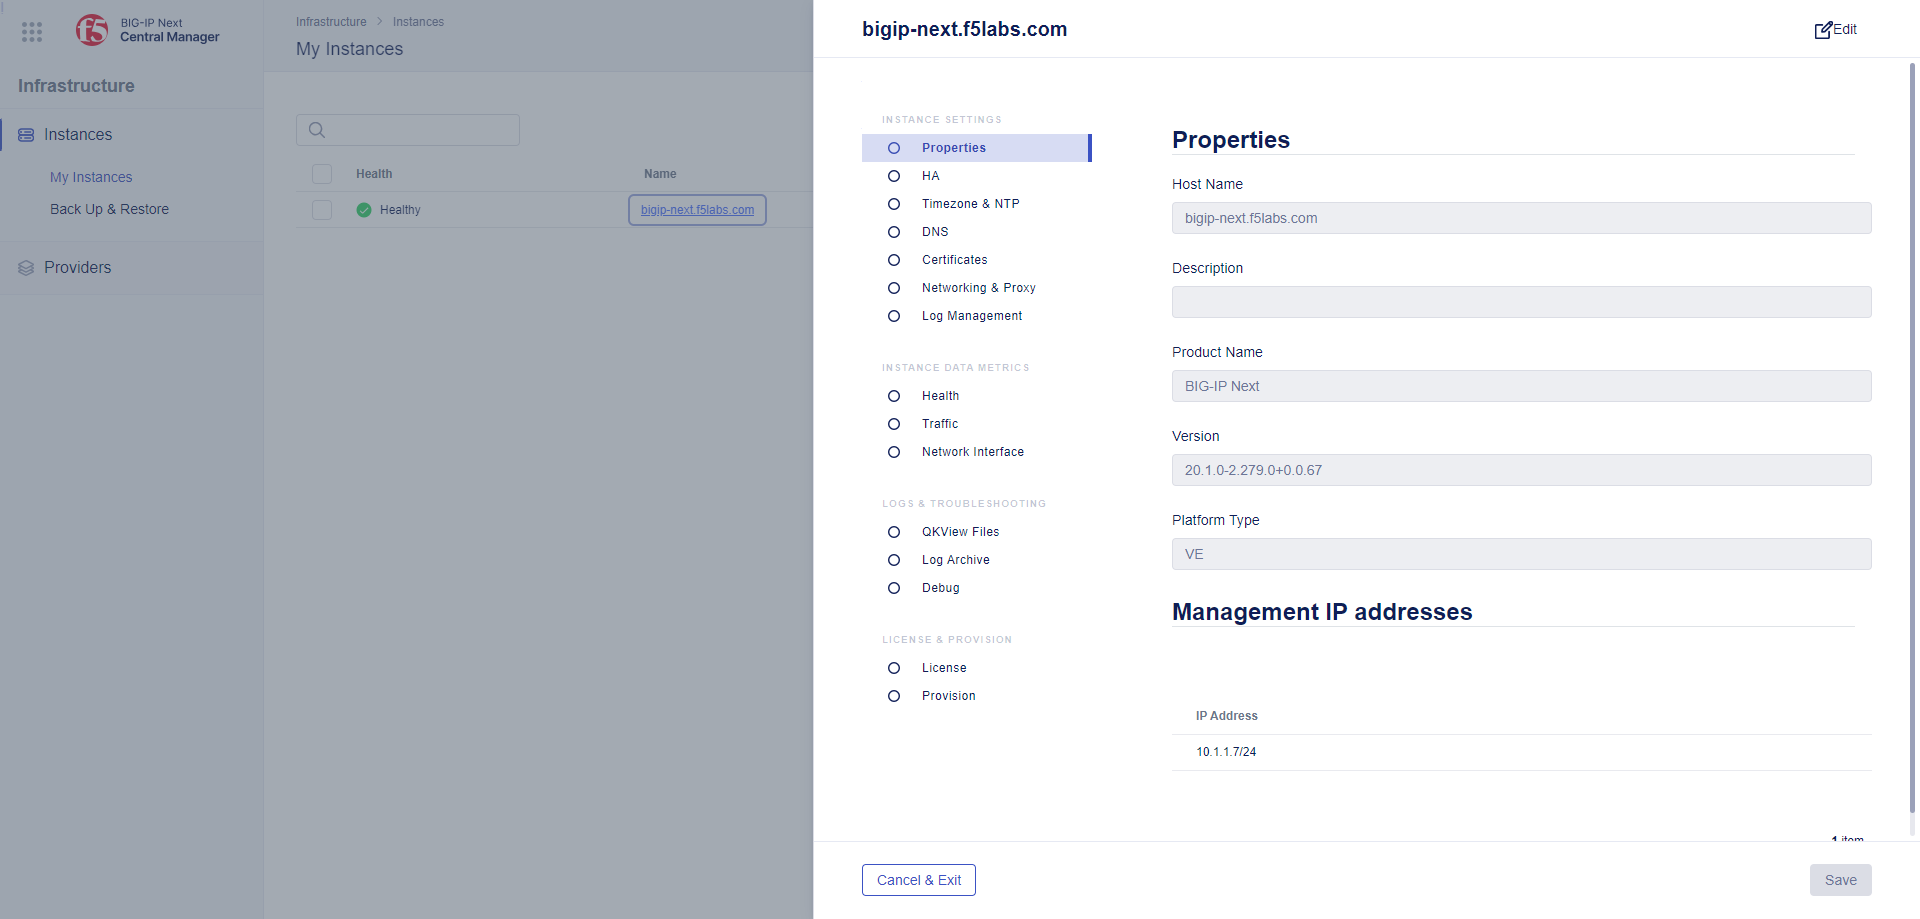 BIG-IP Next
Central Manager
Infrastructure
Instances
My Instances
Back Up & Restore
Providers
Infrastructure > Instances
My Instances
Health Name
Healthy bigip-next.f5labs.com
bigip-next.f5labs.com
Edit
INSTANCE SETTINGS
Properties
HA
Timezone & NTP
DNS
Certificates
Networking & Proxy
Log Management
INSTANCE DATA METRICS
Health
Traffic
Network Interface
LOGS & TROUBLESHOOTING
QKView Files
Log Archive
Debug
LICENSE & PROVISION
License
Provision
Properties
Host Name
bigip-next.f5labs.com
Description
Product Name
BIG-IP Next
Version
20.1.0-2.279.0+0.0.67
Platform Type
VE
Management IP addresses
IP Address
10.1.1.7/24
1 item
Cancel & Exit
Save